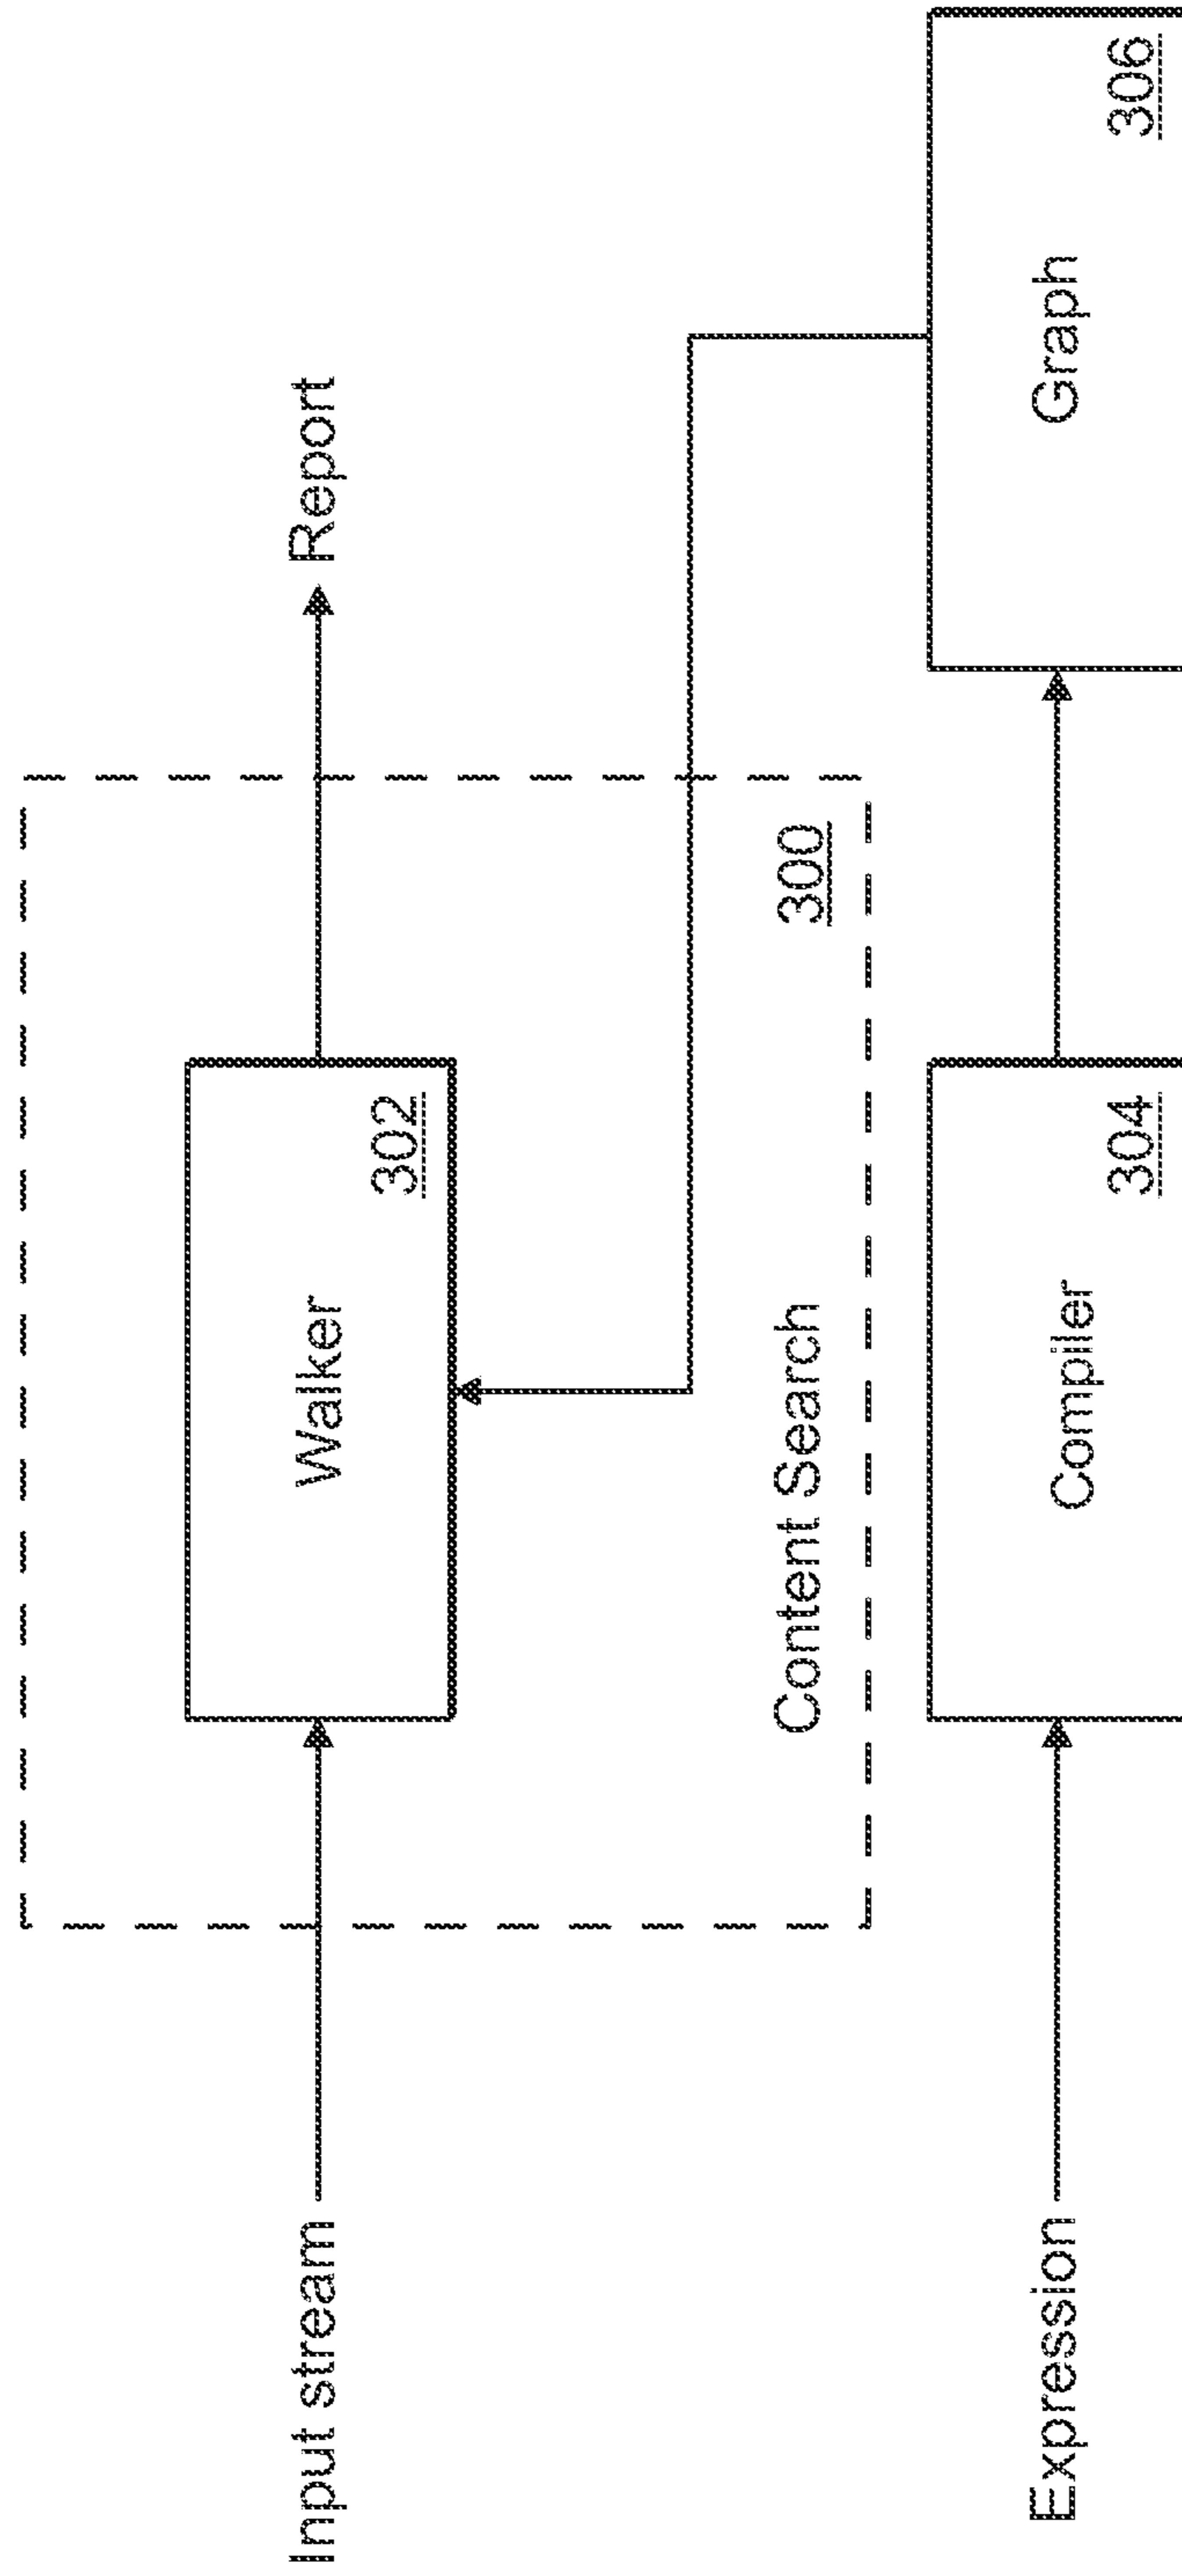 Input stream
Walker
302
Report
Content Search
300
Expression
Compiler
304
Graph
306